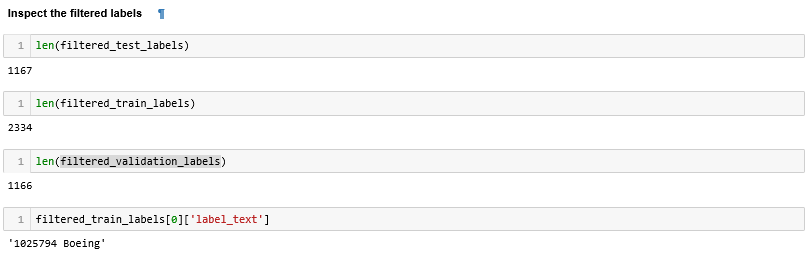 Inspect the filtered labels ¶
1 len(filtered_test_labels)
1167
1 len(filtered_train_labels)
2334
1 len(filtered_validation_labels)
1166
1 filtered_train_labels[0]['label_text']
'1025794 Boeing'